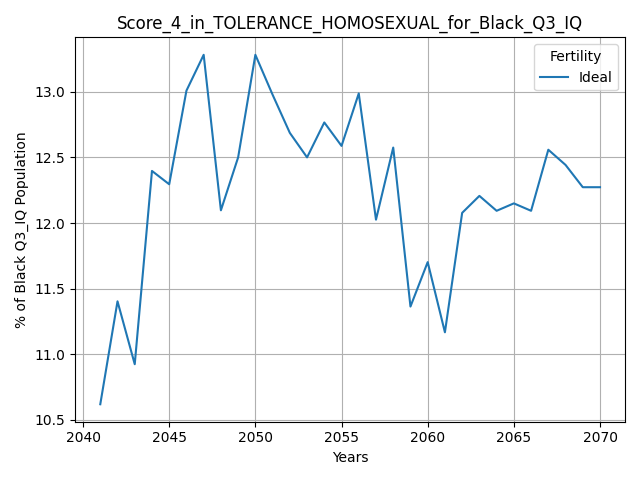 Score_4_in_TOLERANCE_HOMOSEXUAL_for_Black_Q3_IQ
Fertility
Ideal
% of Black Q3_IQ Population
13.0
12.5
12.0
11.5
11.0
10.5
2040 2045 2050 2055 2060 2065 2070
Years